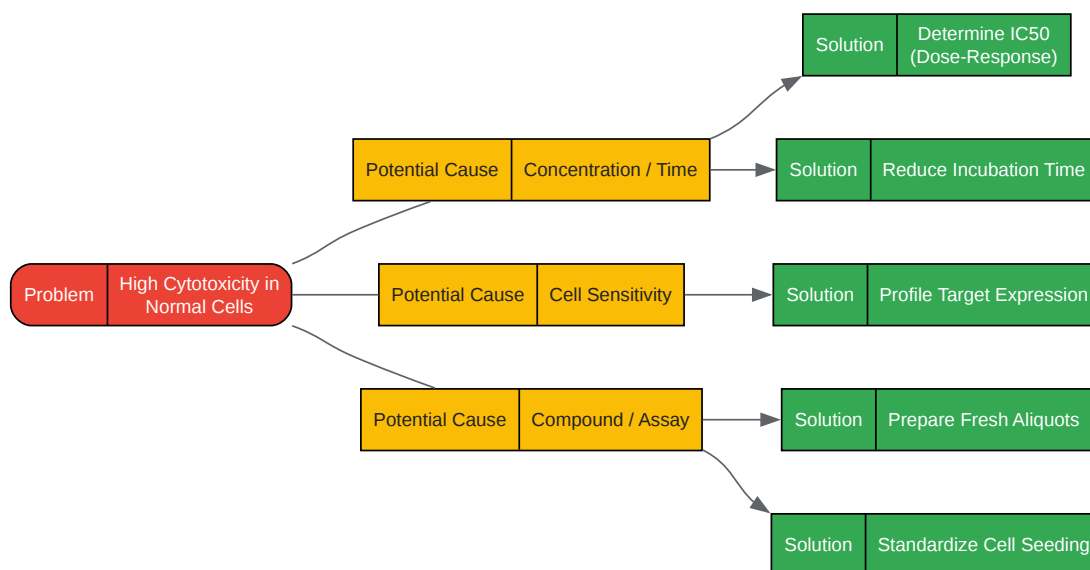 Solution
Determine IC50
(Dose-Response)
Potential Cause
Concentration / Time
Solution
Reduce Incubation Time
Problem
High Cytotoxicity in
Normal Cells
Potential Cause
Cell Sensitivity
Solution
Profile Target Expression
Potential Cause
Compound / Assay
Solution
Prepare Fresh Aliquots
Solution
Standardize Cell Seeding